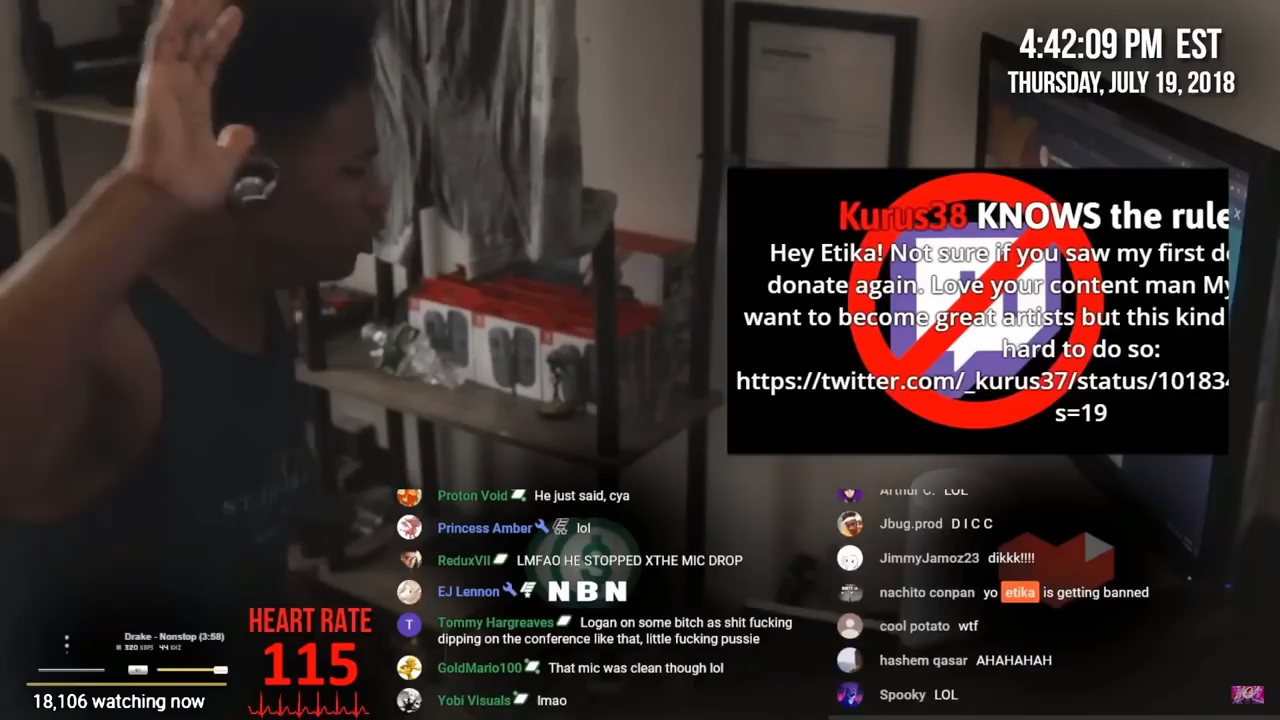 4:42:09 PM EST
THURSDAY, JULY 19, 2018
Kurus38 KNOWS the rule
Hey Etika! Not sure if you saw my first d
donate again. Love your content man My
want to become great artists but this kind
hard to do so:
https://twitter.com/_kurus37/status/10183
s=19
Proton Void He just said, cya
Princess Amber lol
ReduxVII LMFAO HE STOPPED XTHE MIC DROP
EJ Lennon N B N
T Tommy Hargreaves Logan on some bitch as shit fucking
dipping on the conference like that, little fucking pussie
GoldMario100 That mic was clean though lol
Yobi Visuals lmao
Arthur C. LOL
Jbug.prod D I C C
JimmyJamoz23 dikkk!!!!
nachito conpan yo etika is getting banned
cool potato wtf
hashem qasar AHAHAHAH
Spooky LOL
HEART RATE
115
Drake - Nonstop (3:58)
320 KBPS 44 KHZ
18,106 watching now